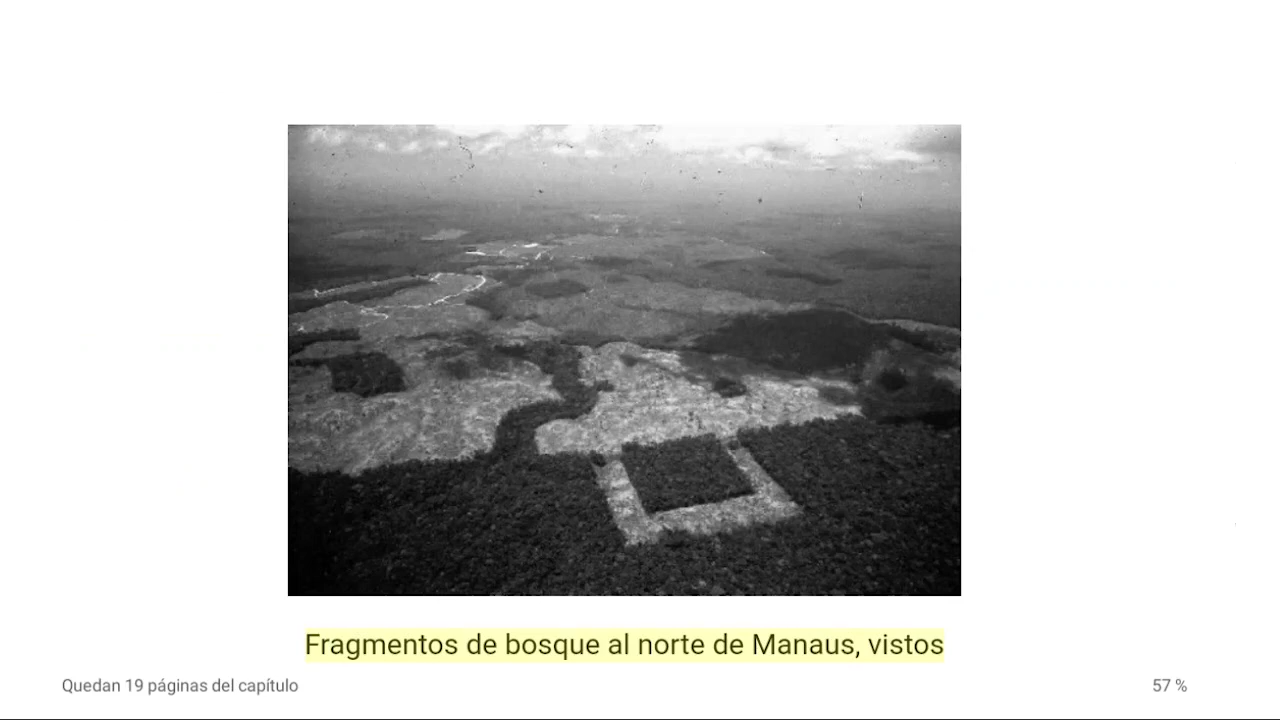 Fragmentos de bosque al norte de Manaus, vistos
Quedan 19 páginas del capítulo
57 %